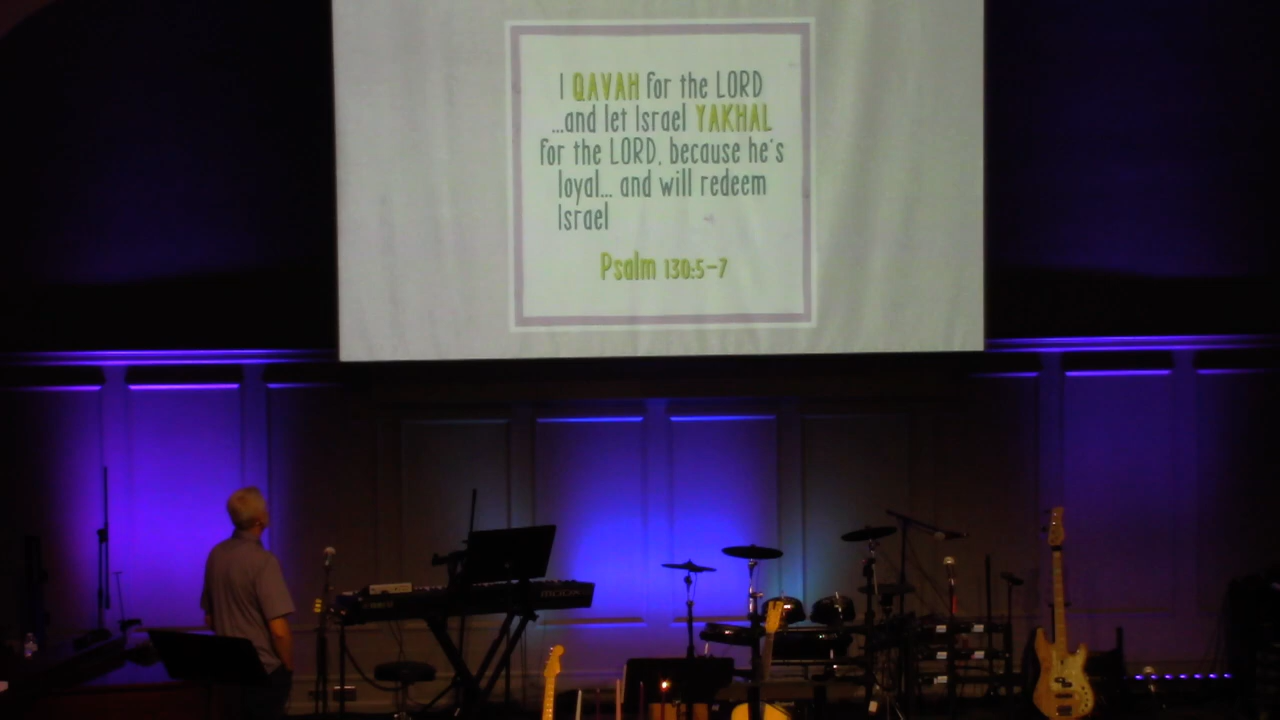 I QAVAH for the LORD
...and let Israel YAKHAL
for the LORD, because he's
loyal... and will redeem
Israel
Psalm 130:5-7